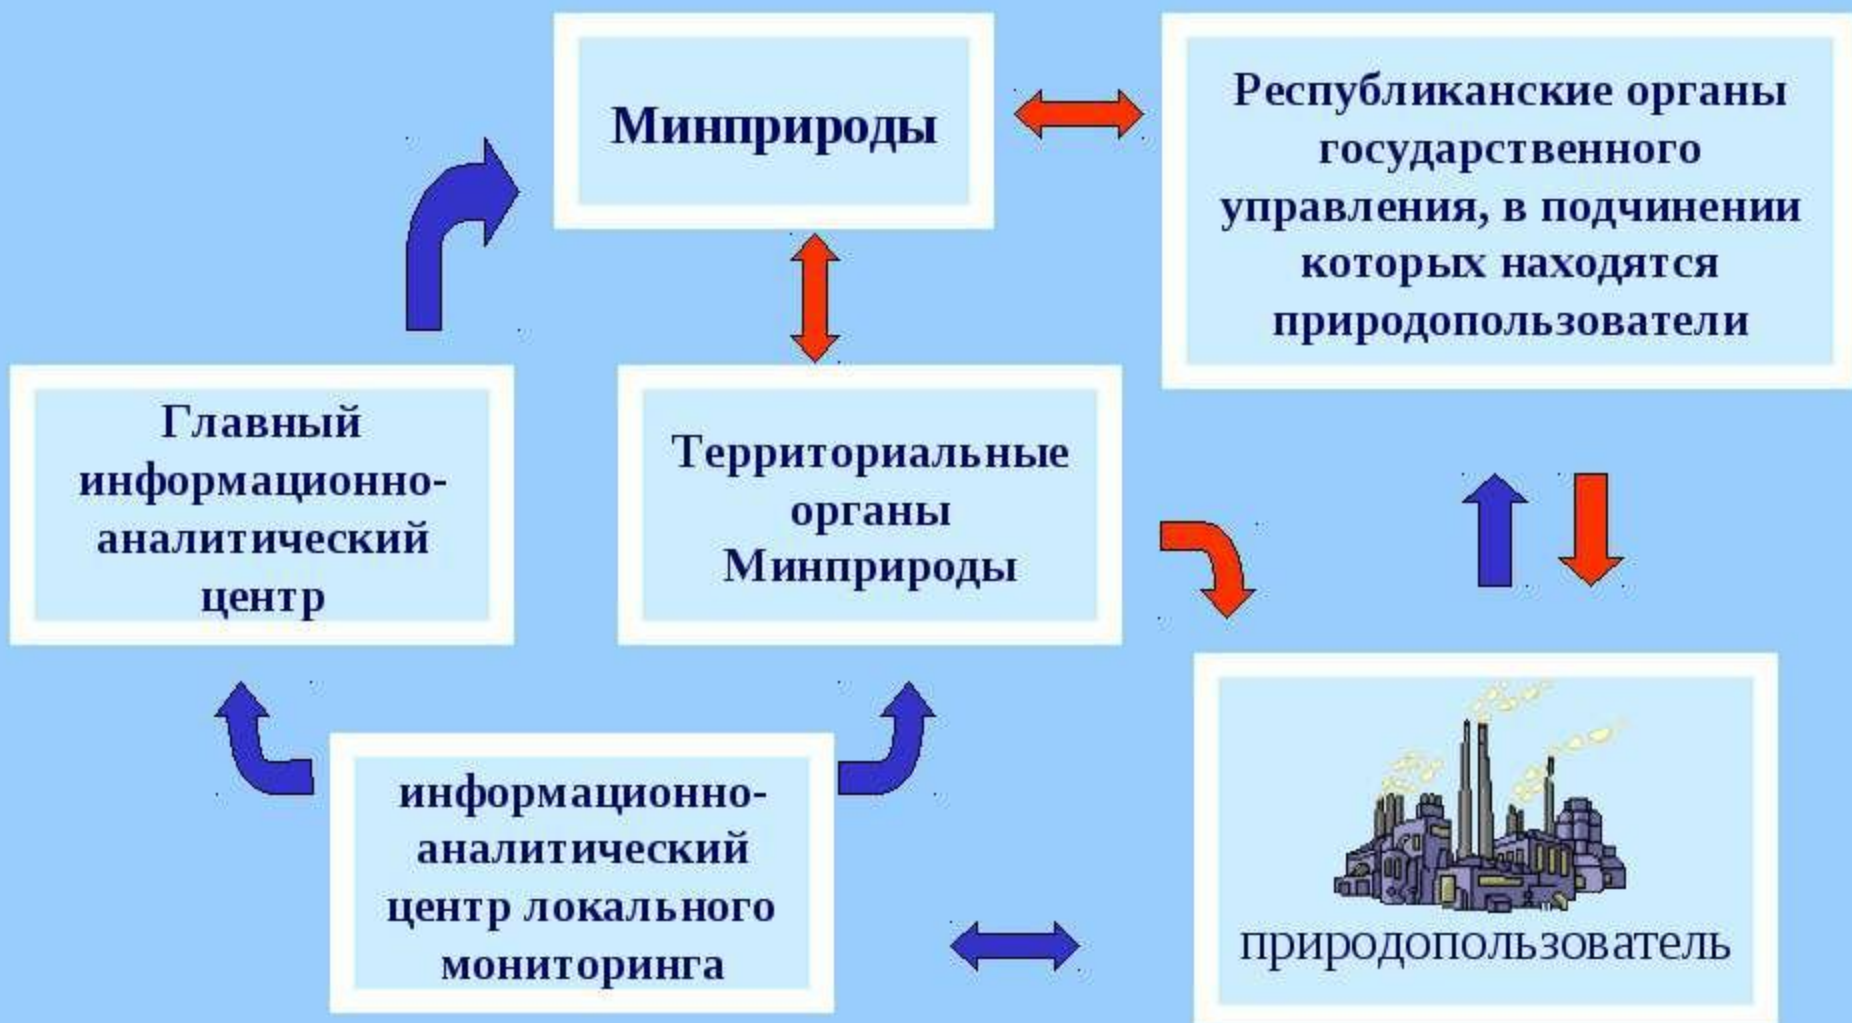 Минприроды
Республиканские органы
государственного
управления, в подчинении
которых находятся
природопользователи
Главный
информационно-
аналитический
центр
Территориальные
органы
Минприроды
информационно-
аналитический
центр локального
мониторинга
природопользователь